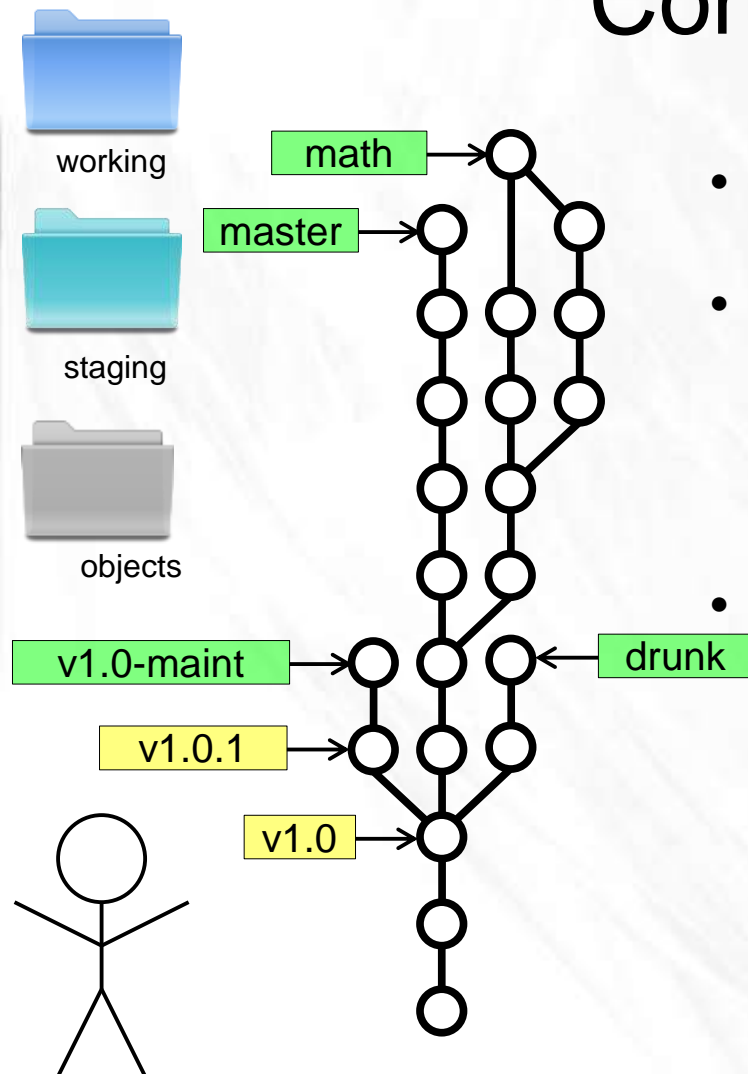 working
math
master
staging
objects
v1.0-maint
drunk
v1.0.1
v1.0